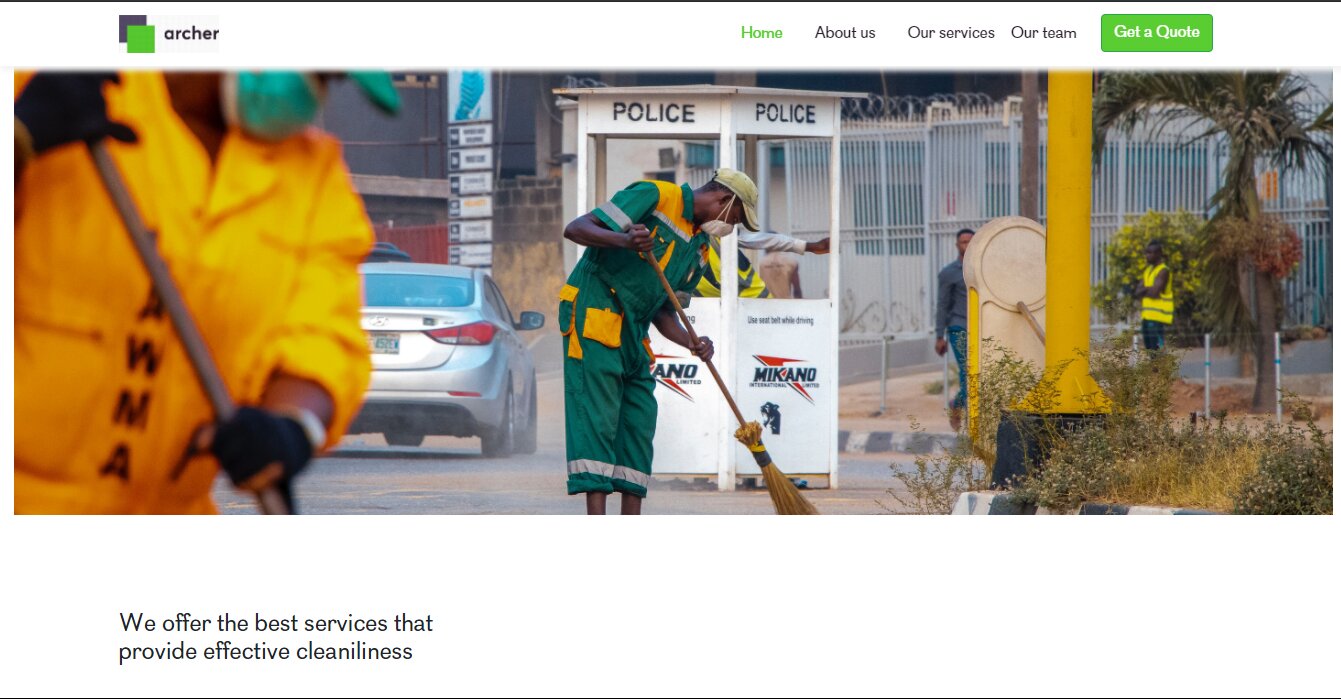 archer
Home About us Our services Our team Get a Quote
POLICE POLICE
Use seat belt while driving
ANO LIMITED
MIKANO
INTERNATIONAL LIMITED
AWMA
We offer the best services that
provide effective cleaniliness